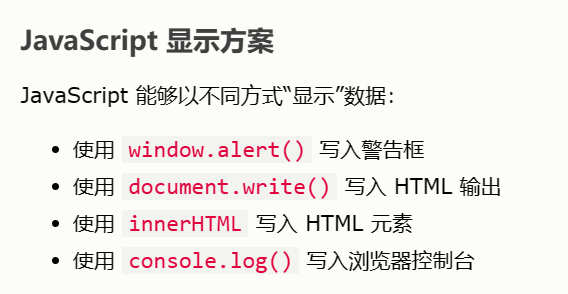 JavaScript 显示方案
JavaScript 能够以不同方式“显示”数据：
• 使用 window.alert() 写入警告框
• 使用 document.write() 写入 HTML 输出
• 使用 innerHTML 写入 HTML 元素
• 使用 console.log() 写入浏览器控制台